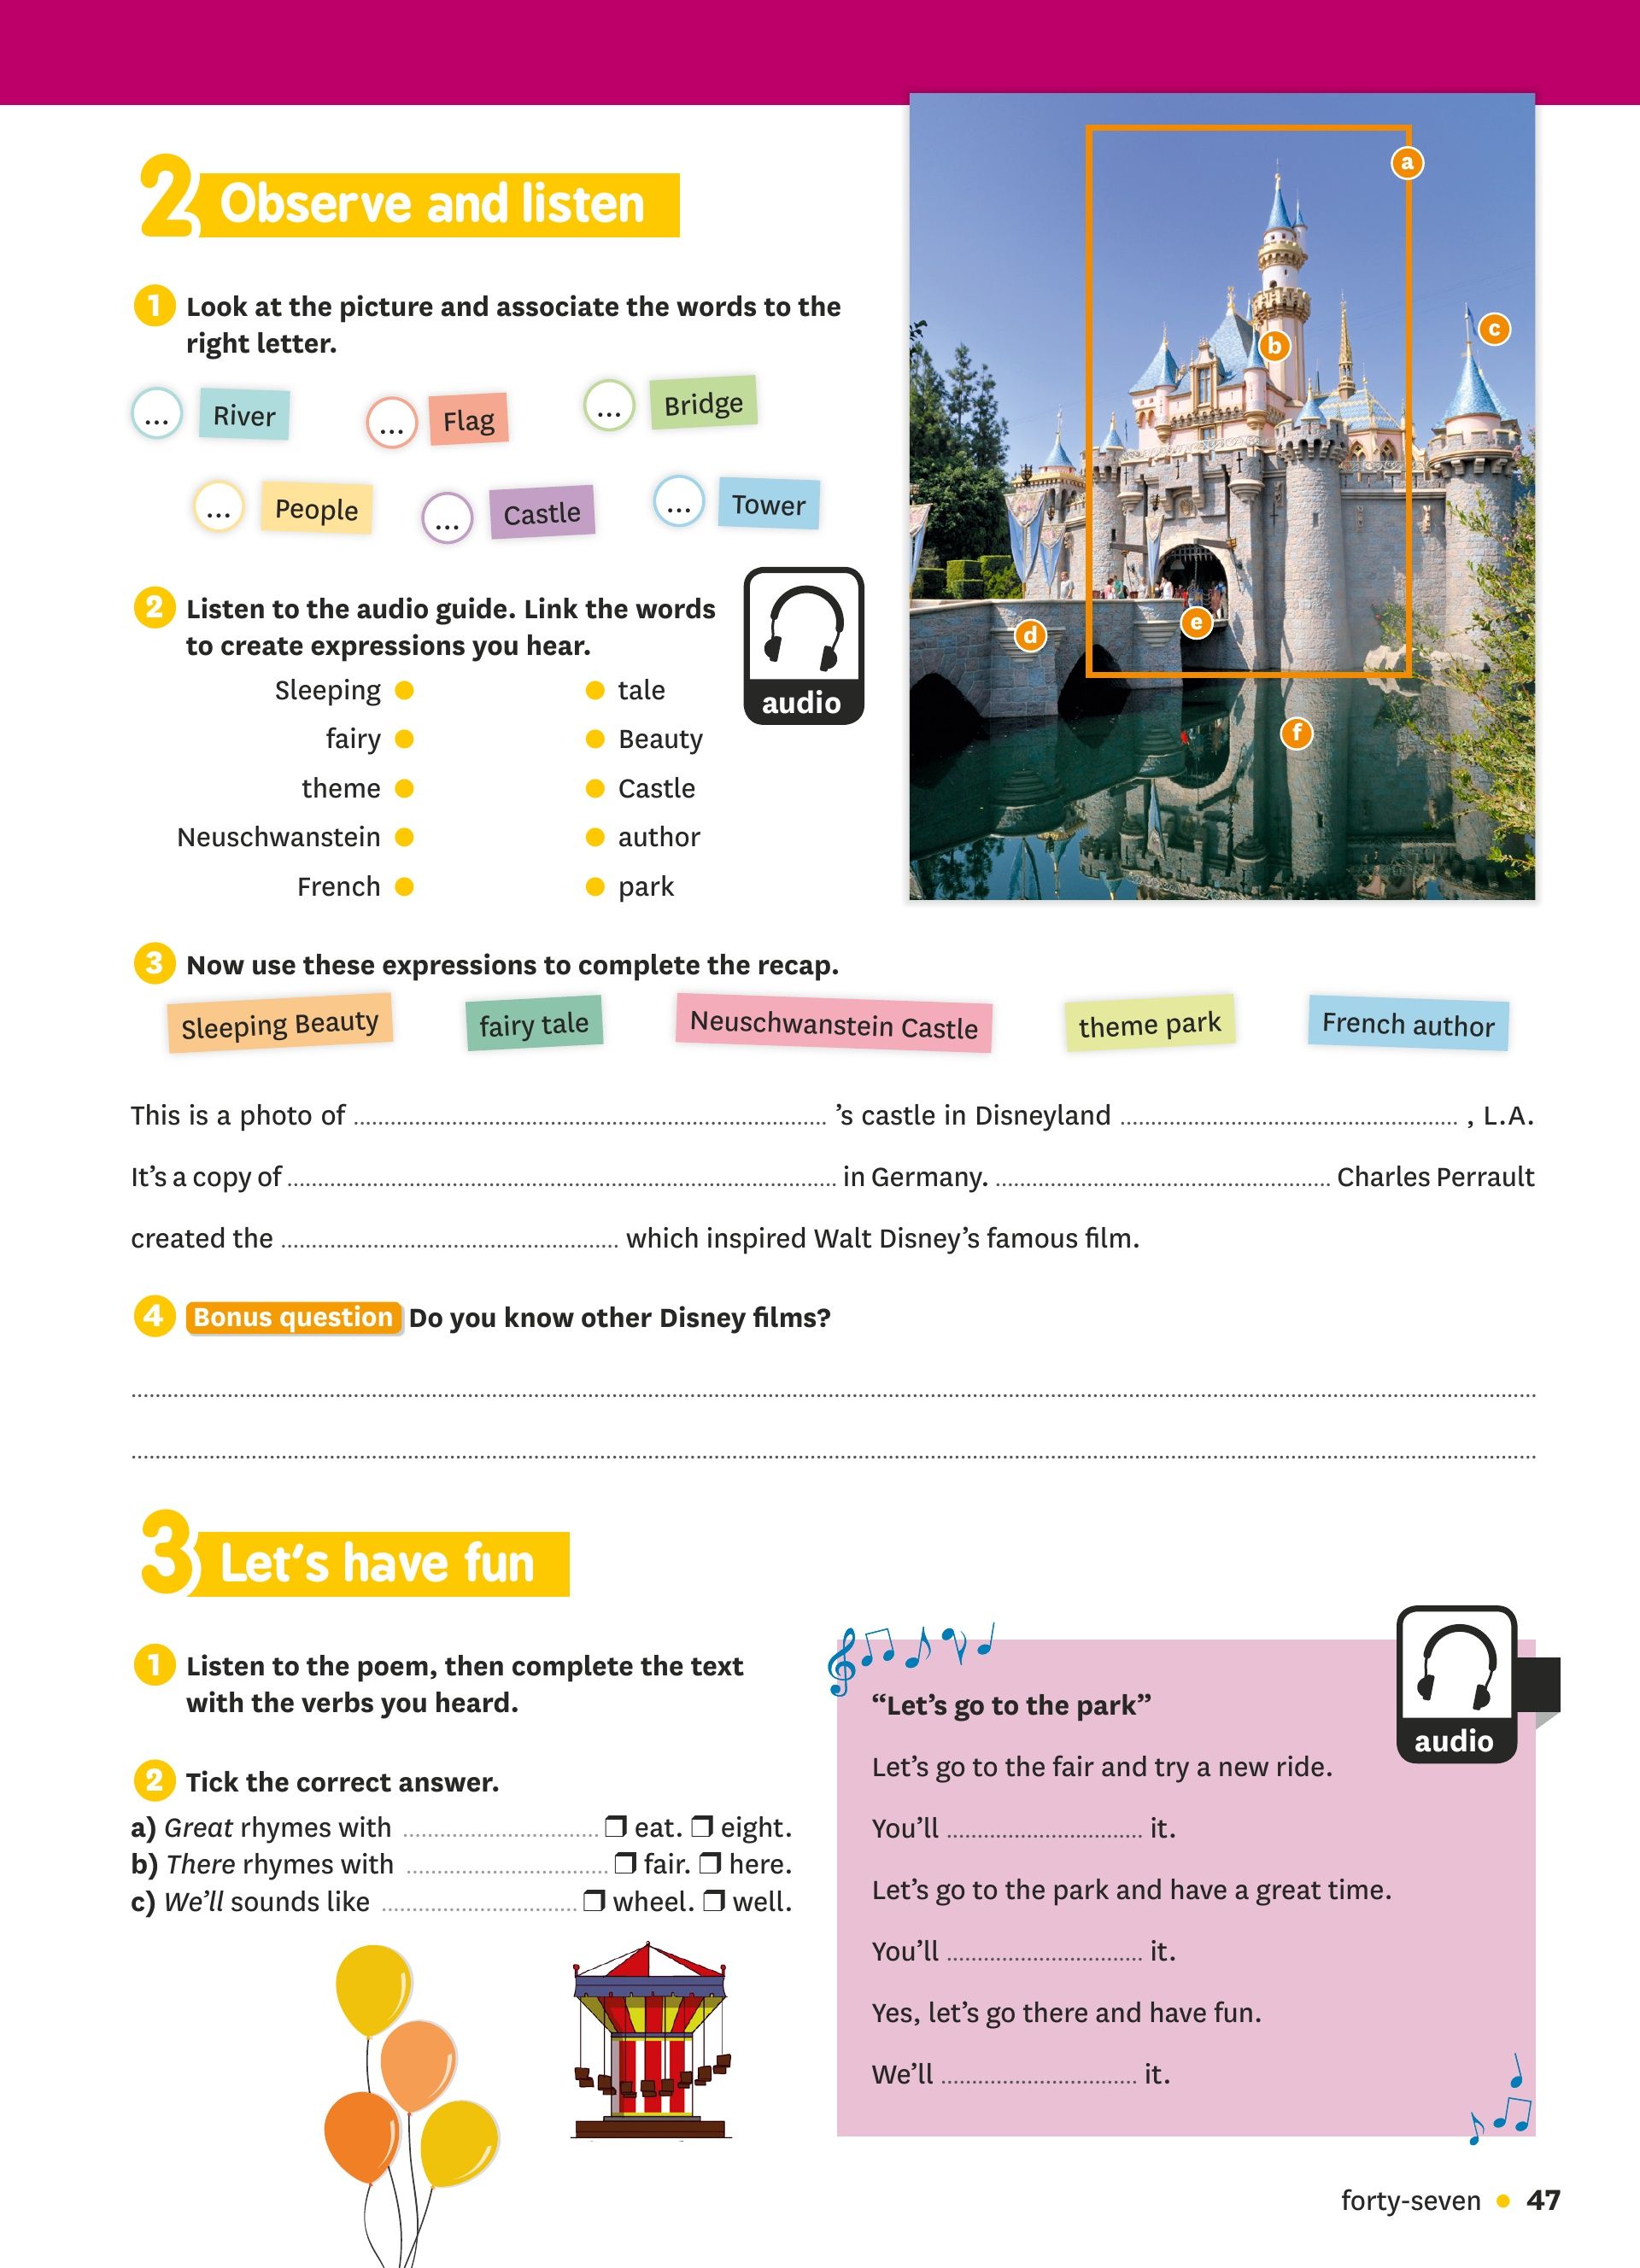 2 Observe and listen
1 Look at the picture and associate the words to the
right letter.
... River
... Flag
... Bridge
... People
... Castle
... Tower
a
b
c
d
e
f
2 Listen to the audio guide. Link the words
to create expressions you hear.
audio
Sleeping tale
fairy Beauty
theme Castle
Neuschwanstein author
French park
3 Now use these expressions to complete the recap.
Sleeping Beauty fairy tale Neuschwanstein Castle theme park French author
This is a photo of ........ 's castle in Disneyland ........ , L.A.
It's a copy of ........ in Germany. ........ Charles Perrault
created the ........ which inspired Walt Disney's famous film.
4 Bonus question Do you know other Disney films?
3 Let's have fun
1 Listen to the poem, then complete the text
with the verbs you heard.
2 Tick the correct answer.
a) Great rhymes with ........ ❒ eat. ❒ eight.
b) There rhymes with ........ ❒ fair. ❒ here.
c) We'll sounds like ........ ❒ wheel. ❒ well.
audio
“Let's go to the park”
Let's go to the fair and try a new ride.
You'll ........ it.
Let's go to the park and have a great time.
You'll ........ it.
Yes, let's go there and have fun.
We'll ........ it.
forty-seven • 47